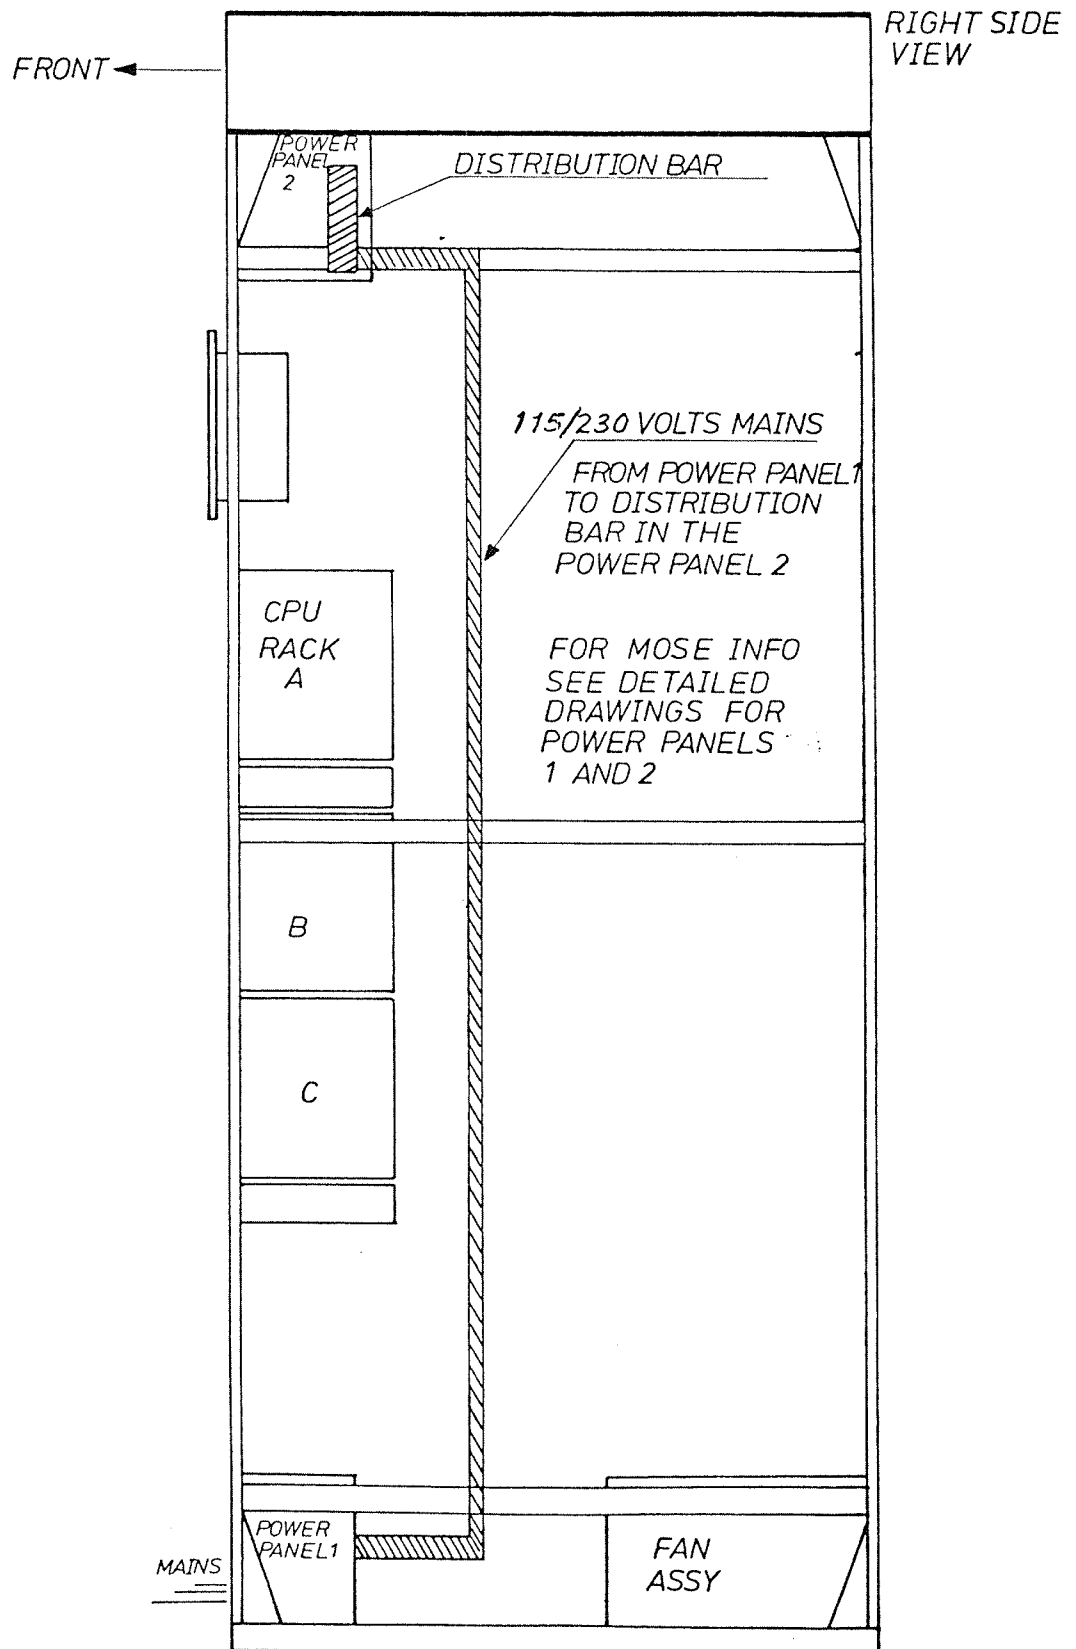 RIGHT SIDE
VIEW
FRONT
POWER
PANEL
2
DISTRIBUTION BAR
115/230 VOLTS MAINS
FROM POWER PANEL1
TO DISTRIBUTION
BAR IN THE
POWER PANEL 2
CPU
RACK
A
FOR MOSE INFO
SEE DETAILED
DRAWINGS FOR
POWER PANELS
1 AND 2
B
C
POWER
PANEL1
MAINS
FAN
ASSY